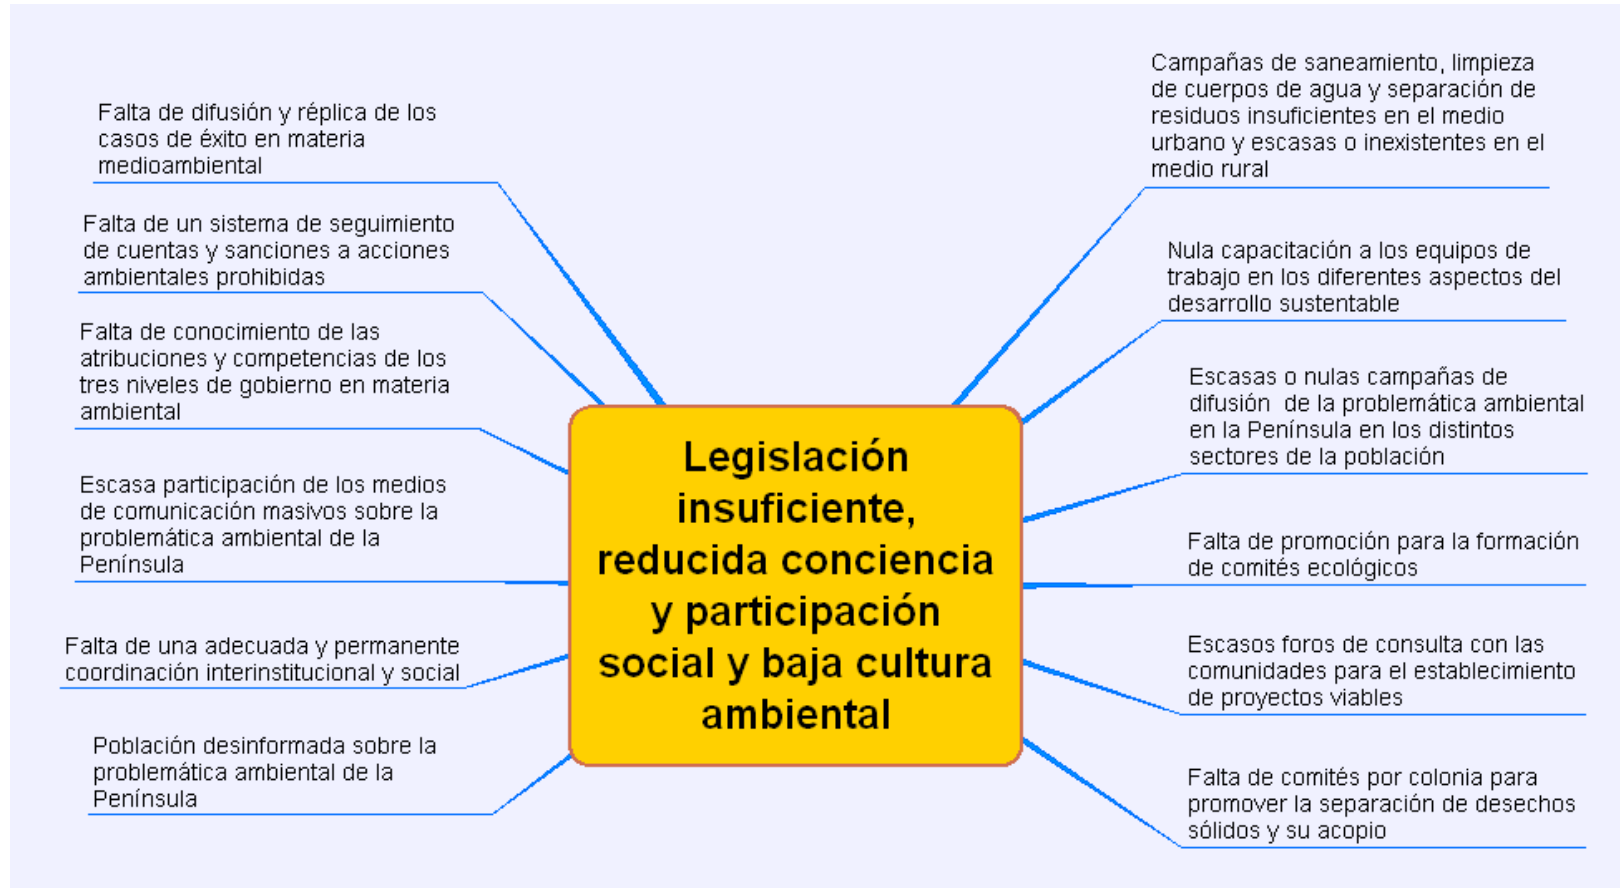 Falta de difusión y réplica de los
casos de éxito en materia
medioambiental
Falta de un sistema de seguimiento
de cuentas y sanciones a acciones
ambientales prohibidas
Falta de conocimiento de las
atribuciones y competencias de los
tres niveles de gobierno en materia
ambiental
Escasa participación de los medios
de comunicación masivos sobre la
problemática ambiental de la
Península
Falta de una adecuada y permanente
coordinación interinstitucional y social
Población desinformada sobre la
problemática ambiental de la
Península
Legislación
insuficiente,
reducida conciencia
y participación
social y baja cultura
ambiental
Campañas de saneamiento, limpieza
de cuerpos de agua y separación de
residuos insuficientes en el medio
urbano y escasas o inexistentes en el
medio rural
Nula capacitación a los equipos de
trabajo en los diferentes aspectos del
desarrollo sustentable
Escasas o nulas campañas de
difusión de la problemática ambiental
en la Península en los distintos
sectores de la población
Falta de promoción para la formación
de comités ecológicos
Escasos foros de consulta con las
comunidades para el establecimiento
de proyectos viables
Falta de comités por colonia para
promover la separación de desechos
sólidos y su acopio